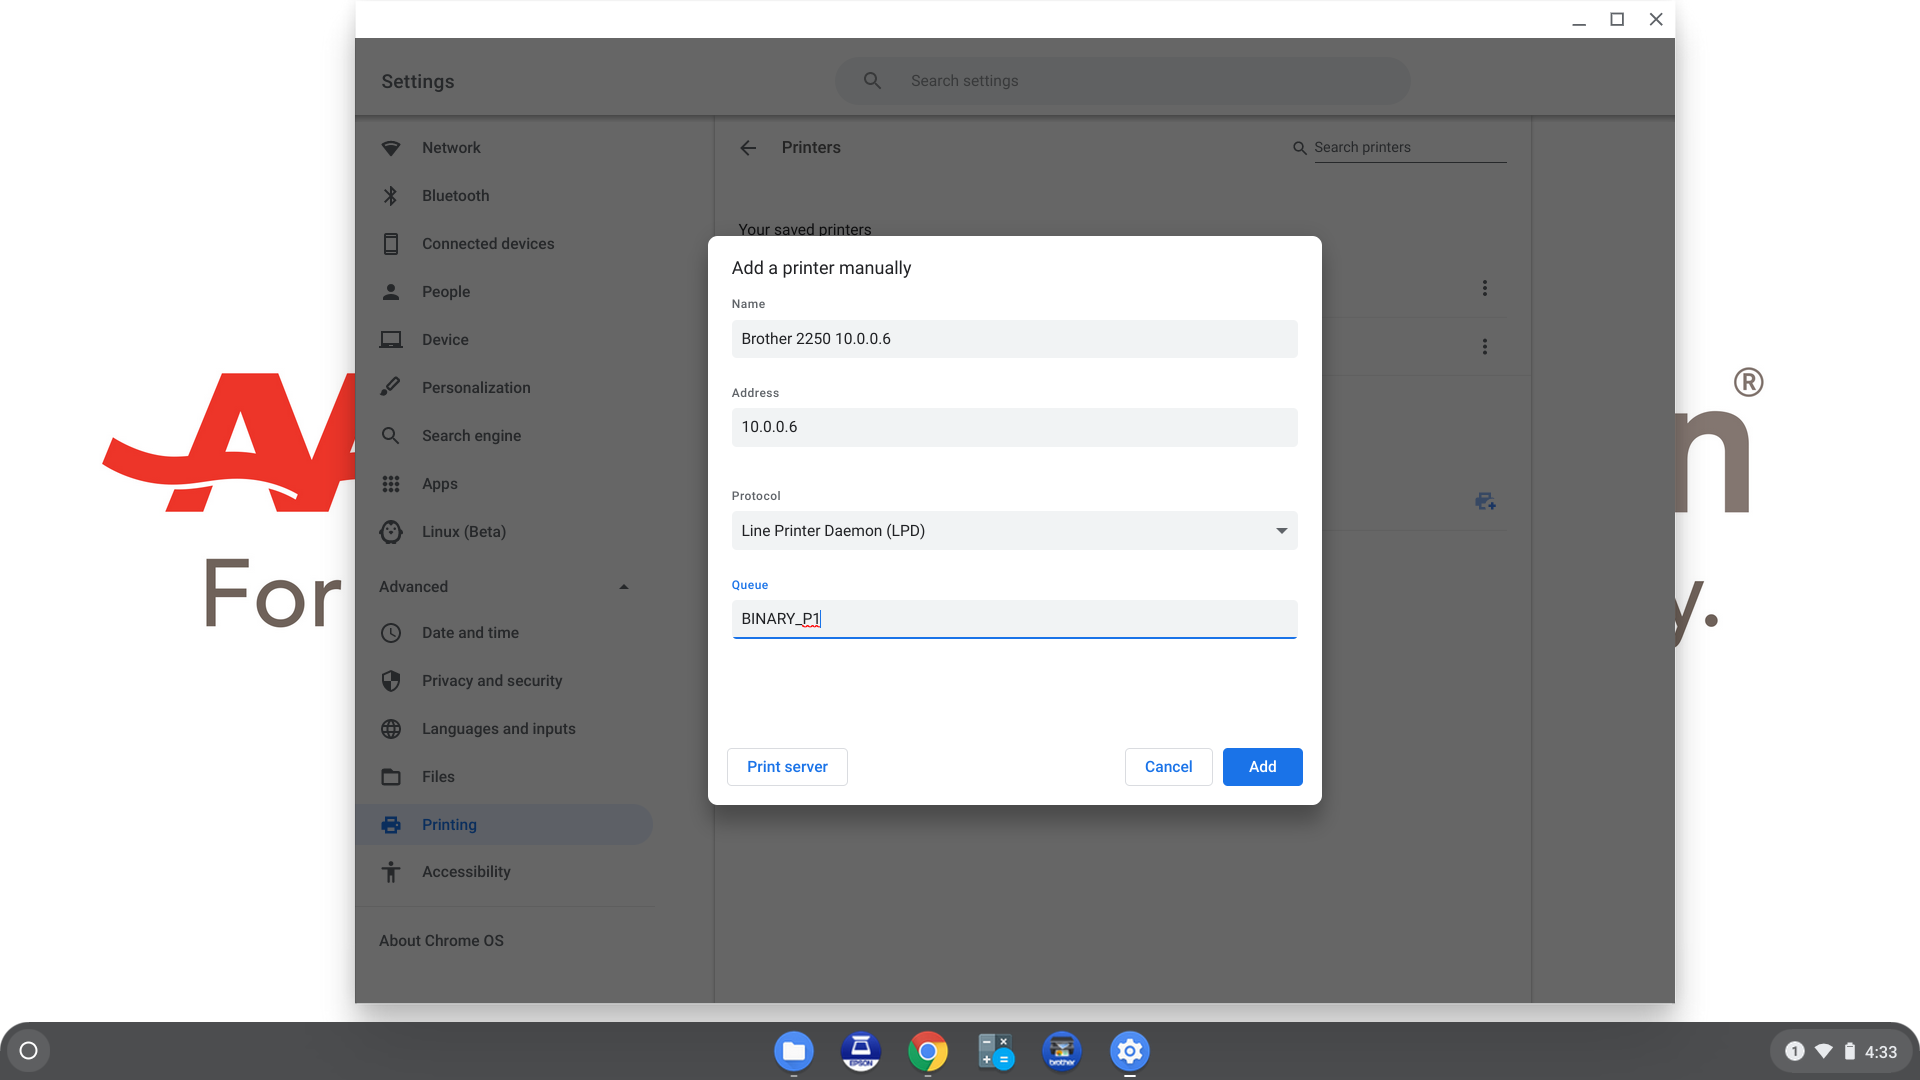 Settings
Search settings
Network
Bluetooth
Connected devices
People
Device
Personalization
Search engine
Apps
Linux (Beta)
Advanced
Date and time
Privacy and security
Languages and inputs
Files
Printing
Accessibility
About Chrome OS
Printers
Search printers
Your saved printers
Add a printer manually
Name
Brother 2250 10.0.0.6
Address
10.0.0.6
Protocol
Line Printer Daemon (LPD)
Queue
BINARY_P1
Print server
Cancel
Add
®
For
y.
EPSON
brother
1
4:33